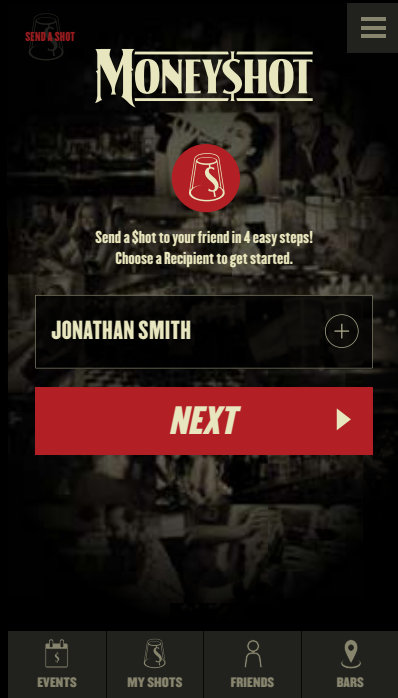 SEND A SHOT
MONEY$HOT
Send a $hot to your friend in 4 easy steps!
Choose a Recipient to get started.
JONATHAN SMITH
NEXT
EVENTS
MY SHOTS
FRIENDS
BARS